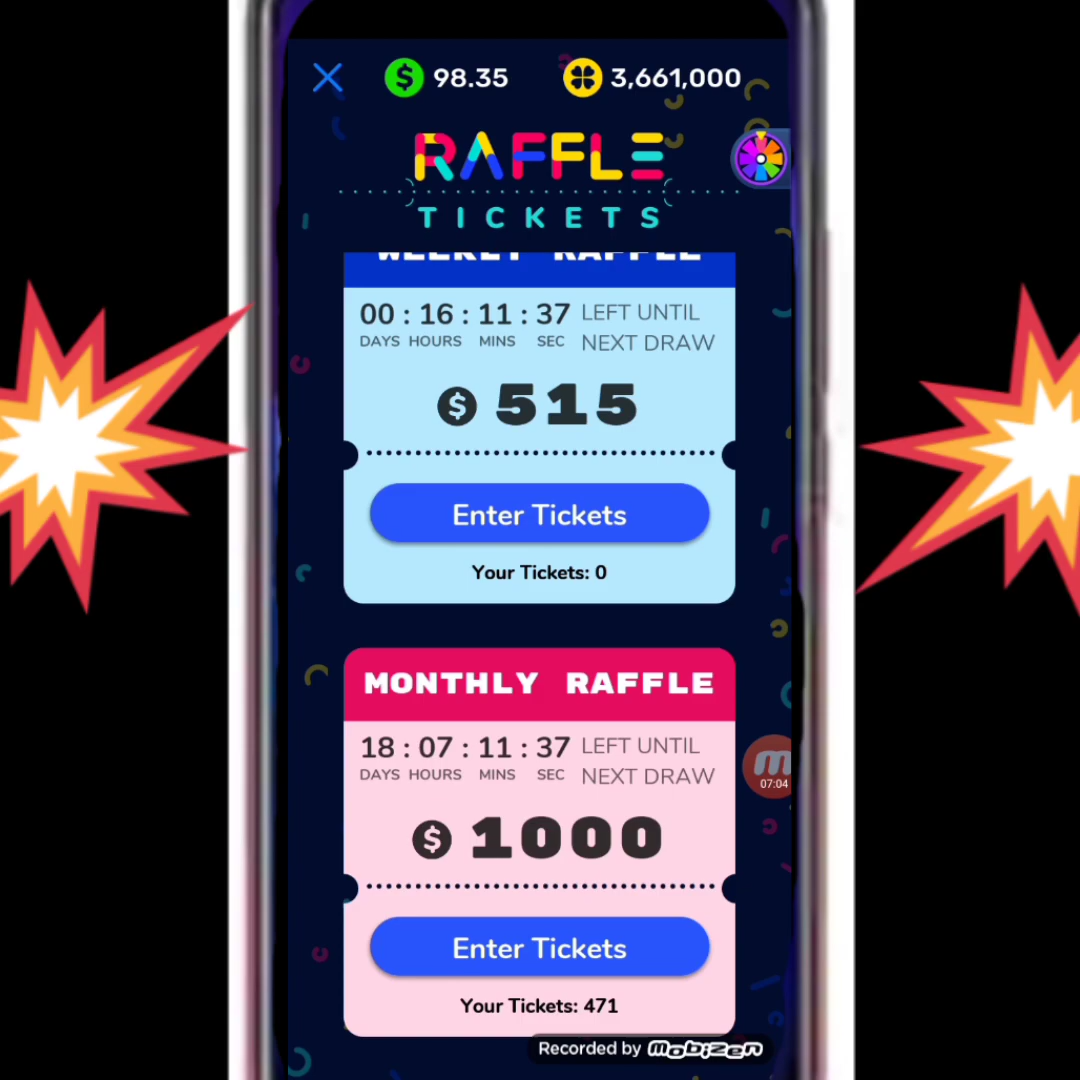 98.35 3,661,000
RAFFLE
TICKETS
WEEKLY RAFFLE
00 : 16 : 11 : 37 LEFT UNTIL
DAYS HOURS MINS SEC NEXT DRAW
$ 515
Enter Tickets
Your Tickets: 0
MONTHLY RAFFLE
18 : 07 : 11 : 37 LEFT UNTIL
DAYS HOURS MINS SEC NEXT DRAW
07:04
$ 1000
Enter Tickets
Your Tickets: 471
Recorded by mobizen